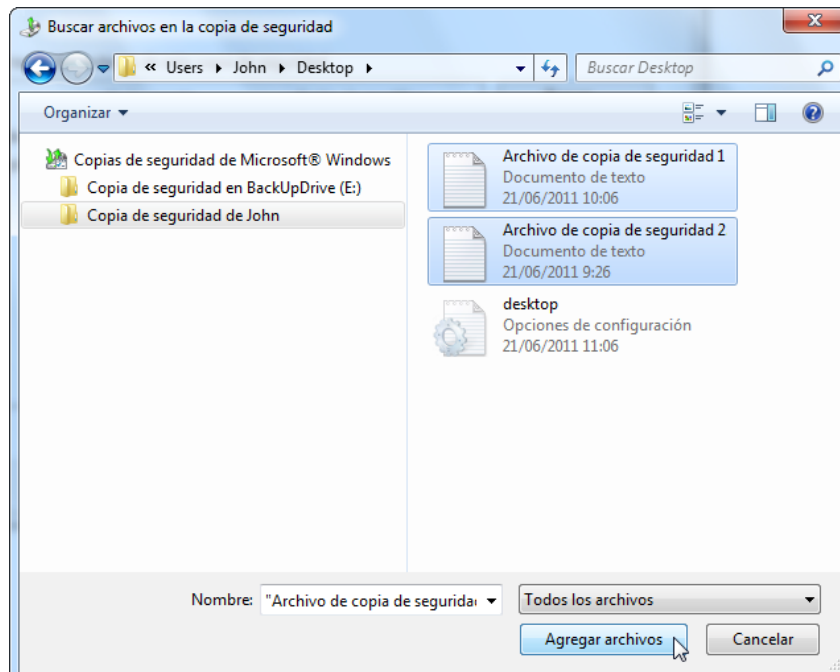 Buscar archivos en la copia de seguridad
« Users ▸ John ▸ Desktop ▸
Buscar Desktop
Organizar
Copias de seguridad de Microsoft® Windows
Copia de seguridad en BackUpDrive (E:)
Copia de seguridad de John
Archivo de copia de seguridad 1
Documento de texto
21/06/2011 10:06
Archivo de copia de seguridad 2
Documento de texto
21/06/2011 9:26
desktop
Opciones de configuración
21/06/2011 11:06
Nombre: "Archivo de copia de
Todos los archivos
Agregar archivos
Cancelar